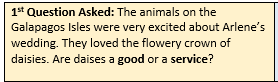 1st Question Asked: The animals on the
Galapagos Isles were very excited about Arlene's
wedding. They loved the flowery crown of
daisies. Are daises a good or a service?